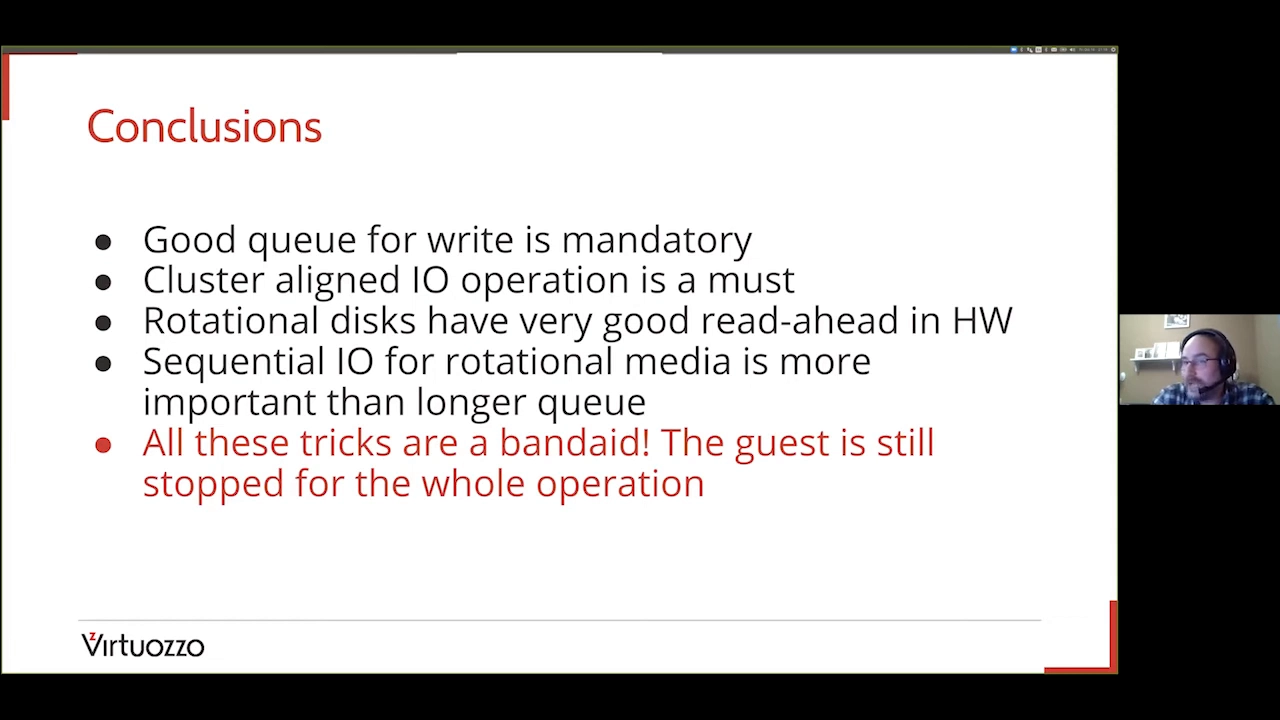 Conclusions
● Good queue for write is mandatory
● Cluster aligned IO operation is a must
● Rotational disks have very good read-ahead in HW
● Sequential IO for rotational media is more
important than longer queue
● All these tricks are a bandaid! The guest is still
stopped for the whole operation
Virtuozzo